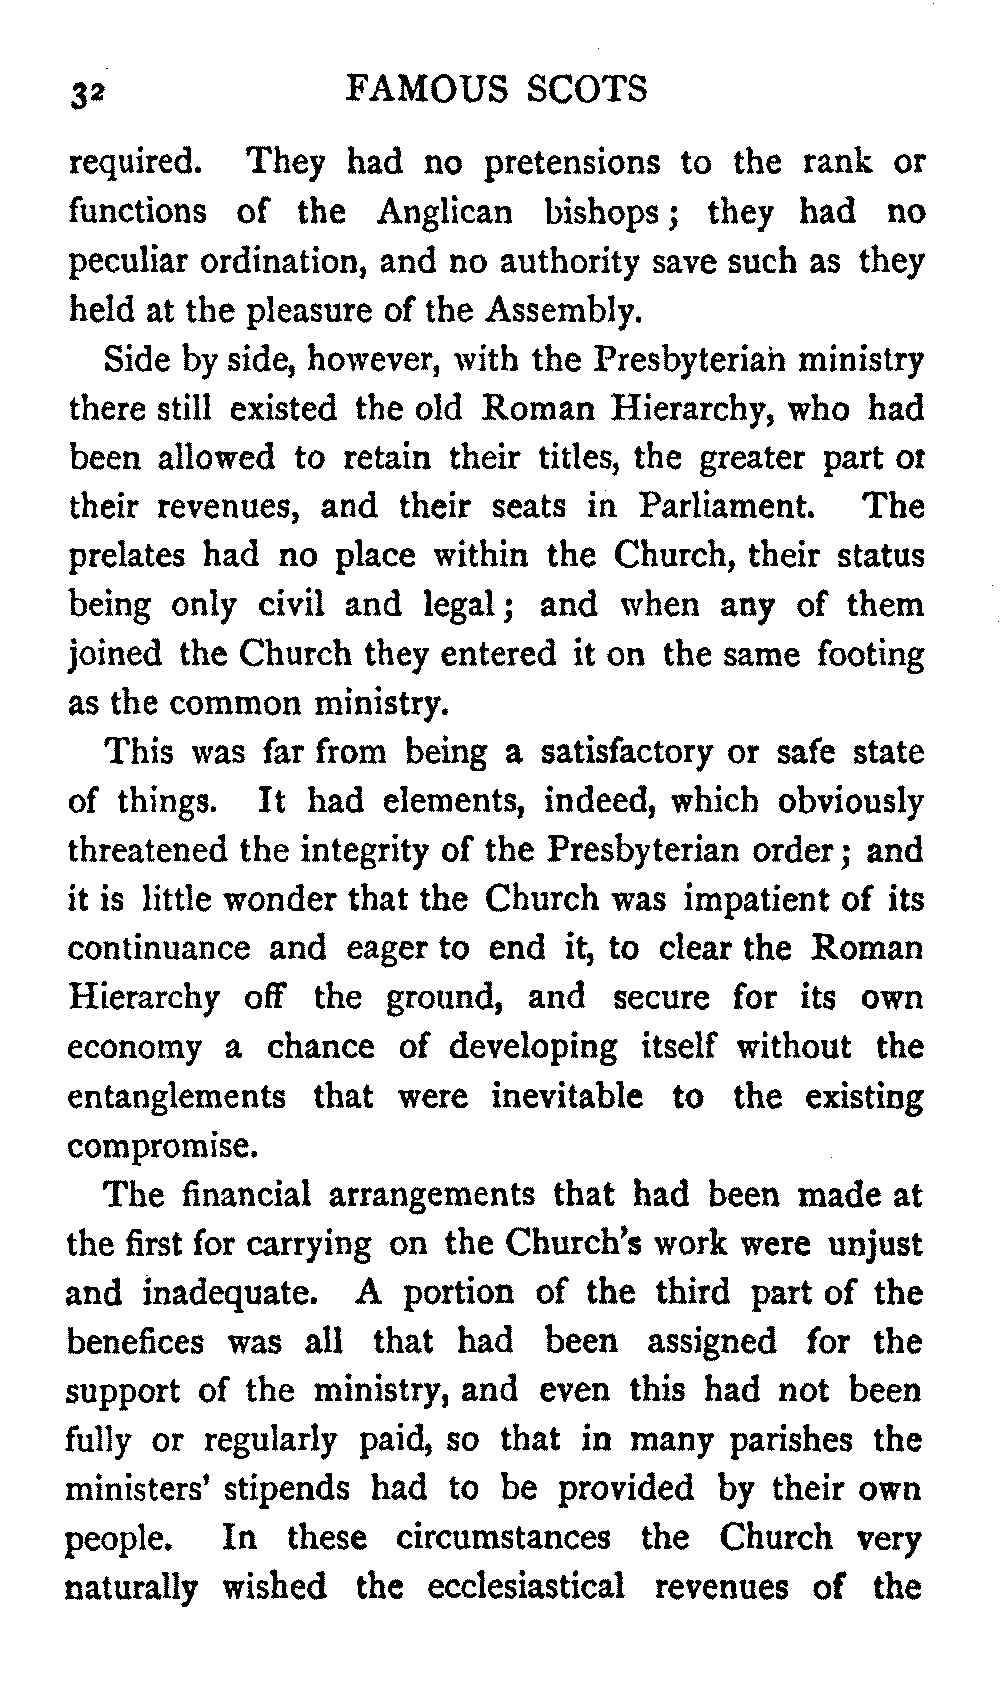 32 FAMOUS SCOTS
required. They had no pretensions to the rank or
functions of the Anglican bishops; they had no
peculiar ordination, and no authority save such as they
held at the pleasure of the Assembly.
Side by side, however, with the Presbyterian ministry
there still existed the old Roman Hierarchy, who had
been allowed to retain their titles, the greater part of
their revenues, and their seats in Parliament. The
prelates had no place within the Church, their status
being only civil and legal; and when any of them
joined the Church they entered it on the same footing
as the common ministry.
This was far from being a satisfactory or safe state
of things. It had elements, indeed, which obviously
threatened the integrity of the Presbyterian order; and
it is little wonder that the Church was impatient of its
continuance and eager to end it, to clear the Roman
Hierarchy off the ground, and secure for its own
economy a chance of developing itself without the
entanglements that were inevitable to the existing
compromise.
The financial arrangements that had been made at
the first for carrying on the Church's work were unjust
and inadequate. A portion of the third part of the
benefices was all that had been assigned for the
support of the ministry, and even this had not been
fully or regularly paid, so that in many parishes the
ministers' stipends had to be provided by their own
people. In these circumstances the Church very
naturally wished the ecclesiastical revenues of the